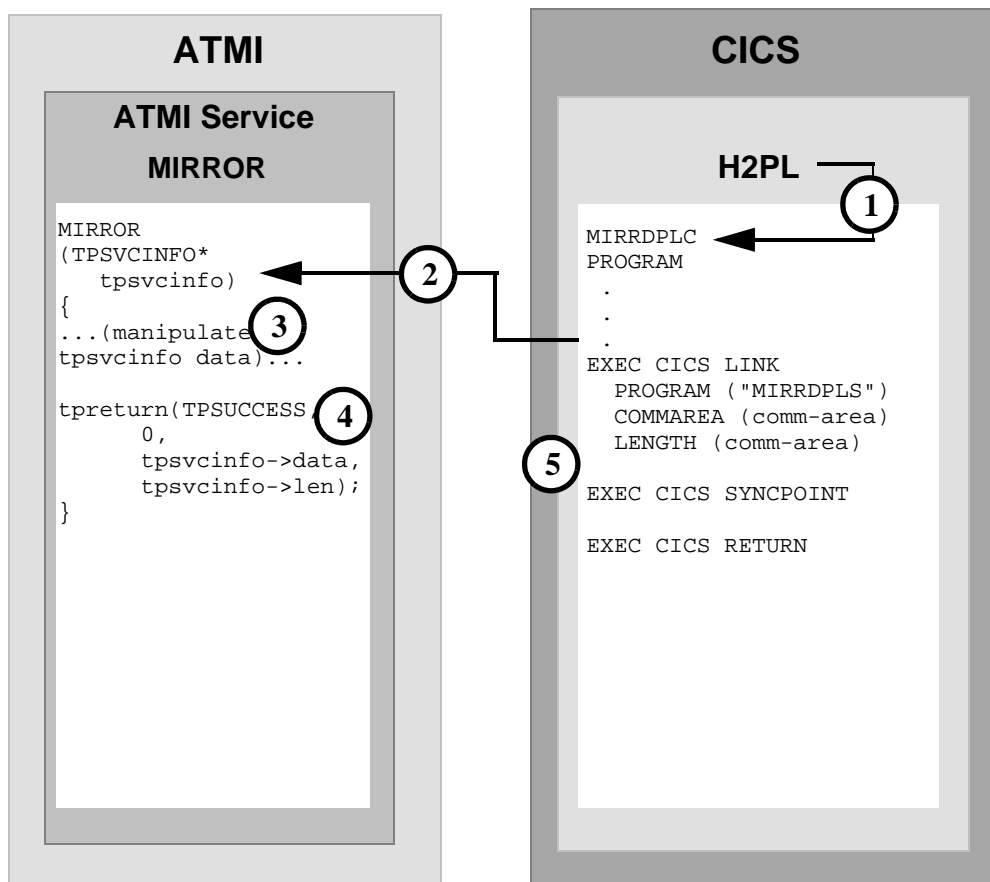 ATMI
ATMI Service
MIRROR
MIRROR
(TPSVCINFO*
tpsvcinfo)
{
...(manipulate
tpsvcinfo data)...
tpreturn(TPSUCCESS,
0,
tpsvcinfo->data,
tpsvcinfo->len);
}
3
4
2
5
CICS
H2PL
1
MIRRDPLC
PROGRAM
.
.
.
EXEC CICS LINK
PROGRAM ("MIRRDPLS")
COMMAREA (comm-area)
LENGTH (comm-area)
EXEC CICS SYNCPOINT
EXEC CICS RETURN